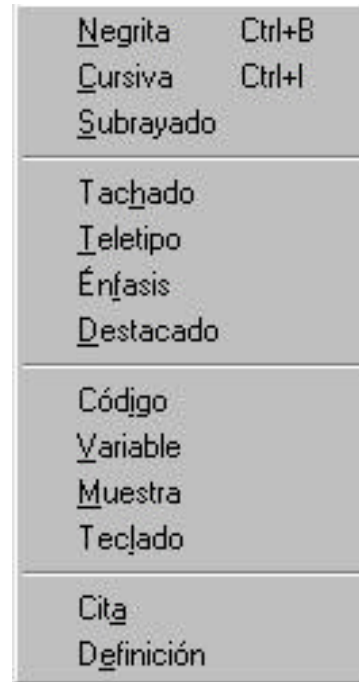 Negrita Ctrl+B
Cursiva Ctrl+I
Subrayado
Tachado
Teletipo
Énfasis
Destacado
Código
Variable
Muestra
Teclado
Cita
Definición